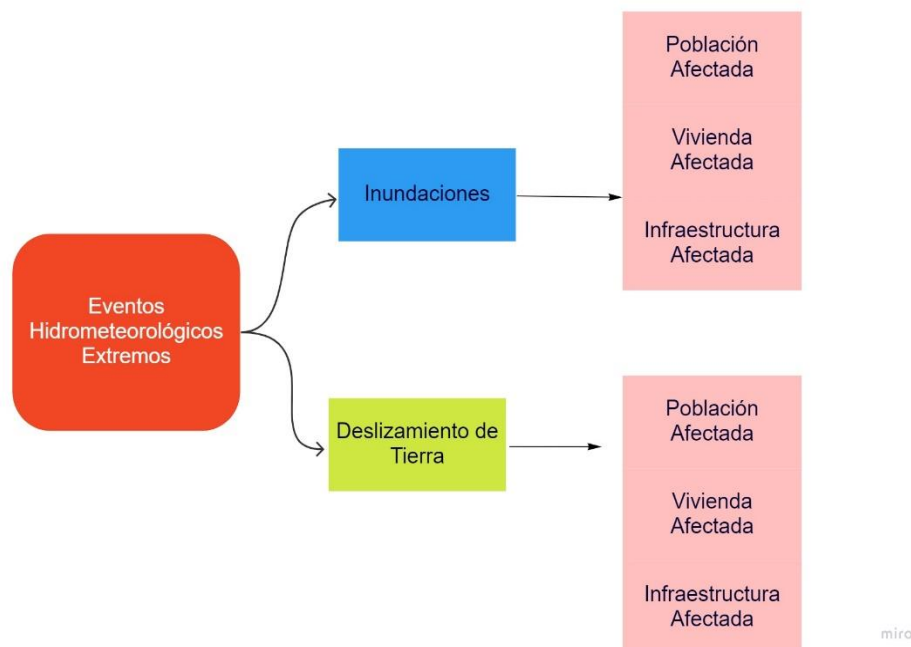 Población
Afectada
Vivienda
Afectada
Infraestructura
Afectada
Inundaciones
Eventos
Hidrometeorológicos
Extremos
Deslizamiento de
Tierra
Población
Afectada
Vivienda
Afectada
Infraestructura
Afectada
miro